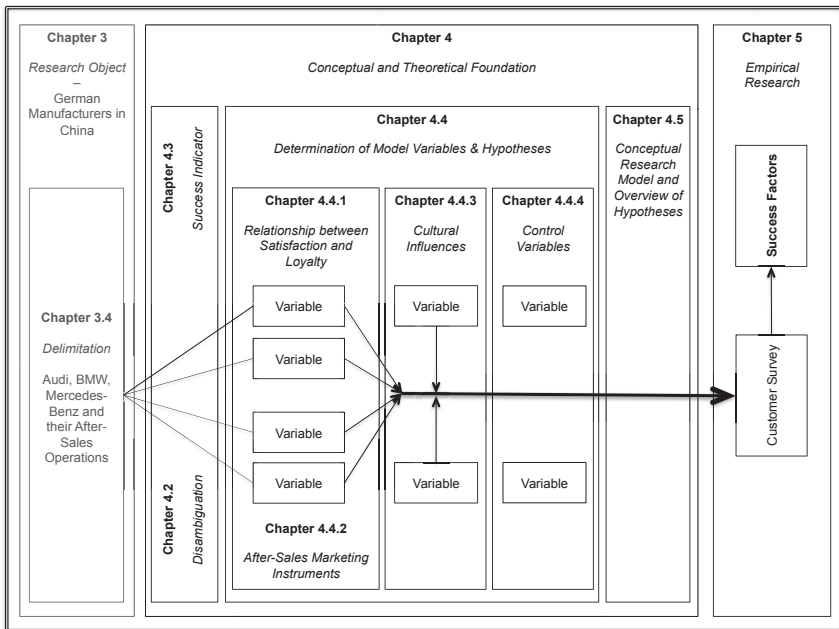 Chapter 3
Research Object
–
German
Manufacturers in
China
Chapter 3.4
Delimitation
Audi, BMW,
Mercedes-
Benz and
their After-
Sales
Operations
Chapter 4
Conceptual and Theoretical Foundation
Chapter 4.3
Success Indicator
Chapter 4.2
Disambiguation
Chapter 4.4
Determination of Model Variables & Hypotheses
Chapter 4.4.1
Relationship between
Satisfaction and
Loyalty
Variable
Variable
Variable
Variable
Chapter 4.4.2
After-Sales Marketing
Instruments
Chapter 4.4.3
Cultural
Influences
Variable
Variable
Chapter 4.4.4
Control
Variables
Variable
Variable
Chapter 4.5
Conceptual
Research
Model and
Overview of
Hypotheses
Chapter 5
Empirical
Research
Success Factors
Customer Survey